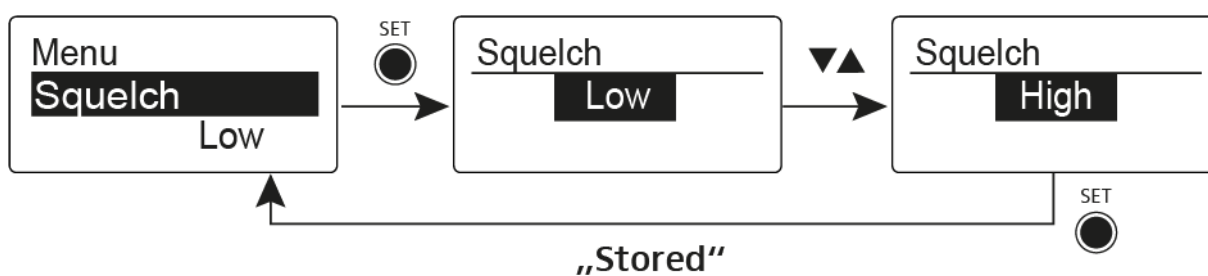 Menu
Squelch
Low
SET
Squelch
Low
▼▲
Squelch
High
SET
„Stored“